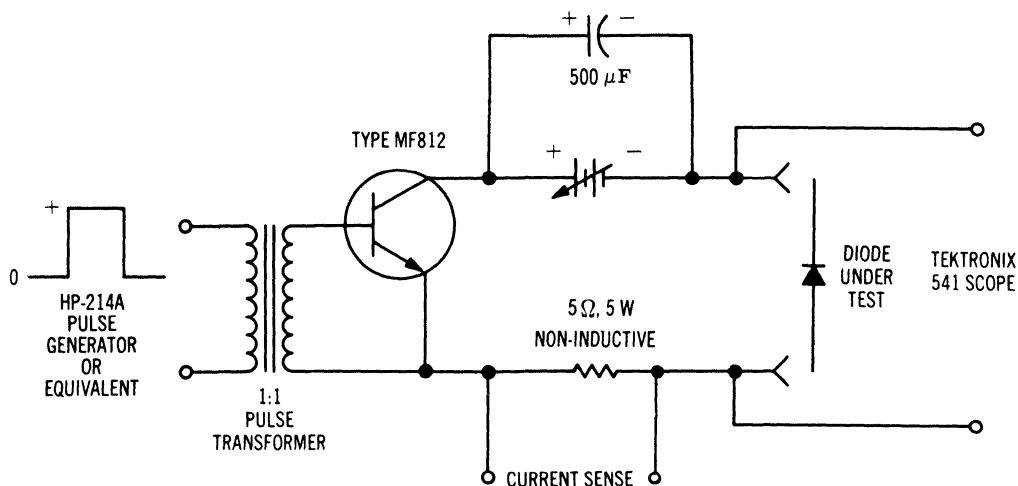 + −
500 µF
TYPE MF812
+ −
+
0
HP-214A
PULSE
GENERATOR
OR
EQUIVALENT
1:1
PULSE
TRANSFORMER
5 Ω, 5 W
NON-INDUCTIVE
DIODE
UNDER
TEST
TEKTRONIX
541 SCOPE
CURRENT SENSE